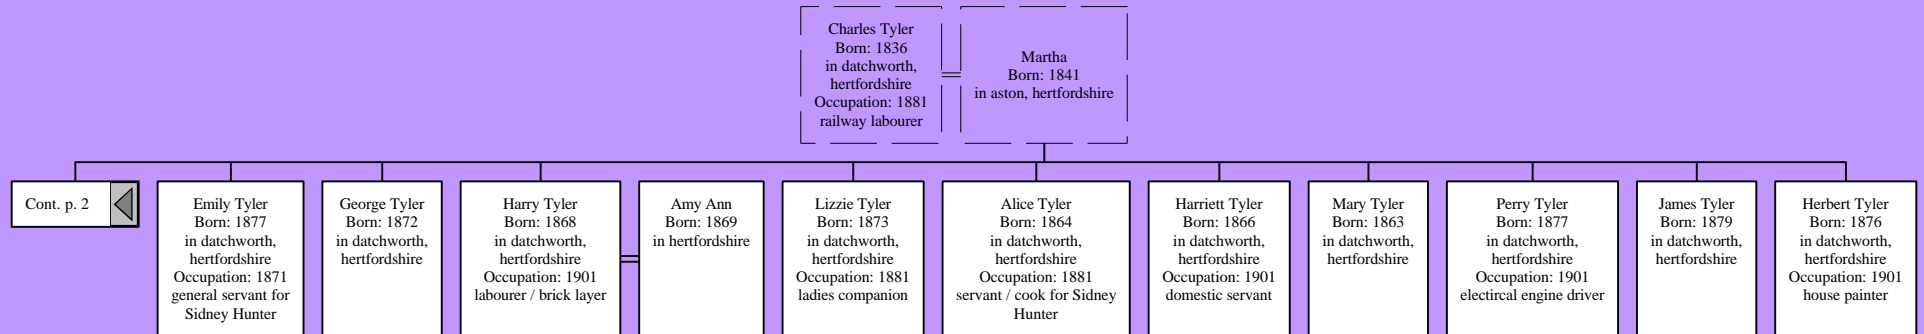 Charles Tyler
Born: 1836
in datchworth,
hertfordshire
Occupation: 1881
railway labourer
Martha
Born: 1841
in aston, hertfordshire
Cont. p. 2
Emily Tyler
Born: 1877
in datchworth,
hertfordshire
Occupation: 1871
general servant for
Sidney Hunter
George Tyler
Born: 1872
in datchworth,
hertfordshire
Harry Tyler
Born: 1868
in datchworth,
hertfordshire
Occupation: 1901
labourer / brick layer
Amy Ann
Born: 1869
in hertfordshire
Lizzie Tyler
Born: 1873
in datchworth,
hertfordshire
Occupation: 1881
ladies companion
Alice Tyler
Born: 1864
in datchworth,
hertfordshire
Occupation: 1881
servant / cook for Sidney
Hunter
Harriett Tyler
Born: 1866
in datchworth,
hertfordshire
Occupation: 1901
domestic servant
Mary Tyler
Born: 1863
in datchworth,
hertfordshire
Perry Tyler
Born: 1877
in datchworth,
hertfordshire
Occupation: 1901
electircal engine driver
James Tyler
Born: 1879
in datchworth,
hertfordshire
Herbert Tyler
Born: 1876
in datchworth,
hertfordshire
Occupation: 1901
house painter